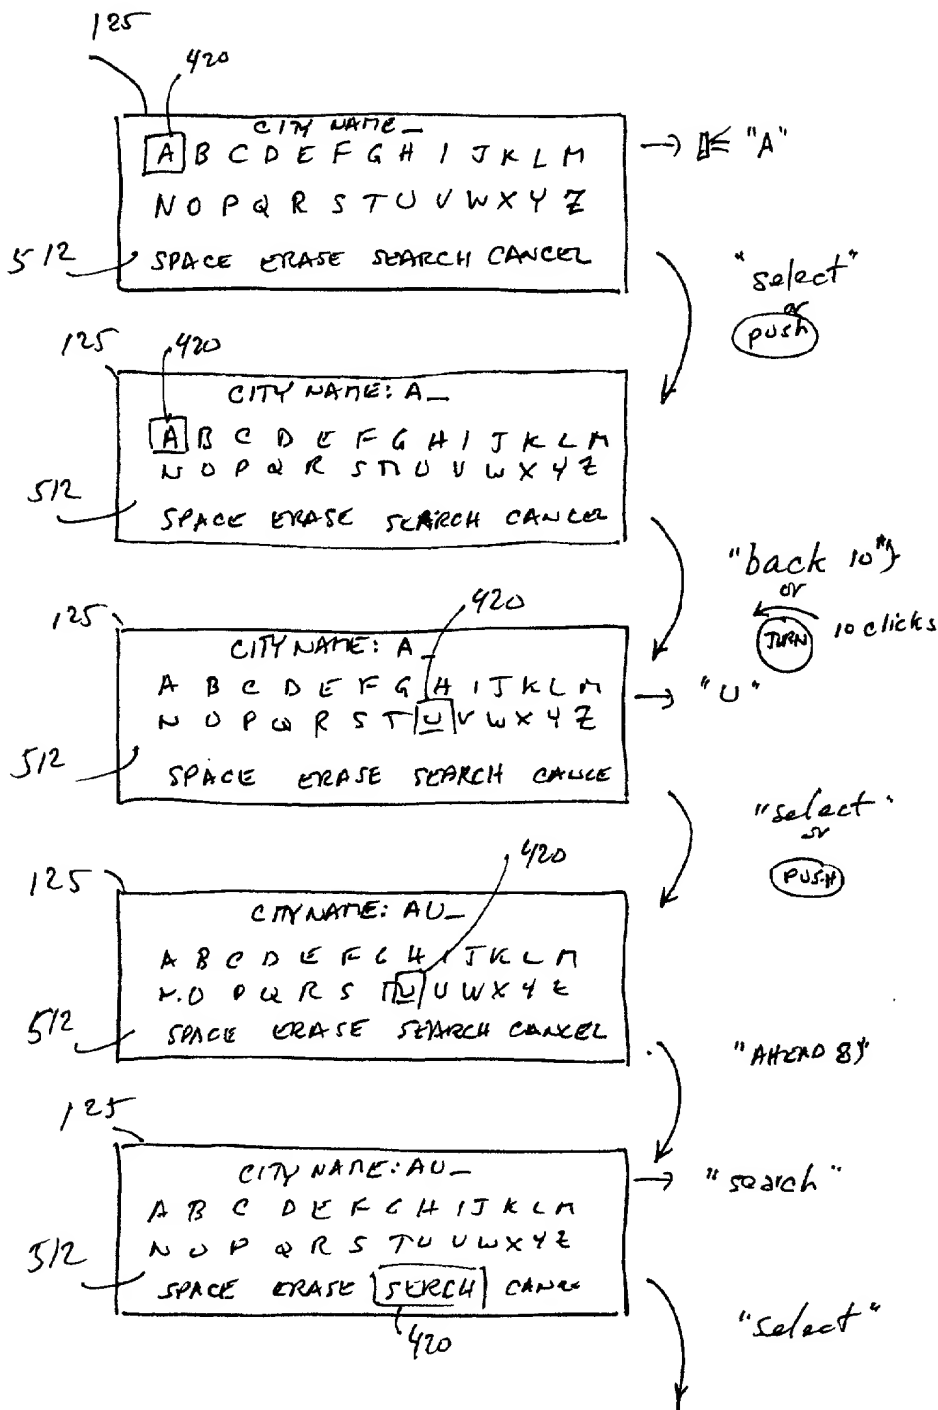 125
420
CITY NAME_
A B C D E F G H I J K L M
→ "A"
N O P Q R S T U V W X Y Z
512
SPACE ERASE SEARCH CANCEL
"select"
or
push
125
420
CITY NAME: A_
A B C D E F G H I J K L M
N O P Q R S T U V W X Y Z
512
SPACE ERASE SEARCH CANCEL
"back 10"
or
TURN 10 clicks
125
420
CITY NAME: A_
A B C D E F G H I J K L M
→ "U"
N O P Q R S T U V W X Y Z
512
SPACE ERASE SEARCH CANCE
"select"
or
PUSH
125
420
CITY NAME: AU_
A B C D E F G H I J K L M
N O P Q R S T U V W X Y Z
512
SPACE ERASE SEARCH CANCEL
"AHEAD 8"
125
CITY NAME: AU_
→ "search"
A B C D E F G H I J K L M
N O P Q R S T U V W X Y Z
512
SPACE ERASE SERCH CANCE
420
"select"